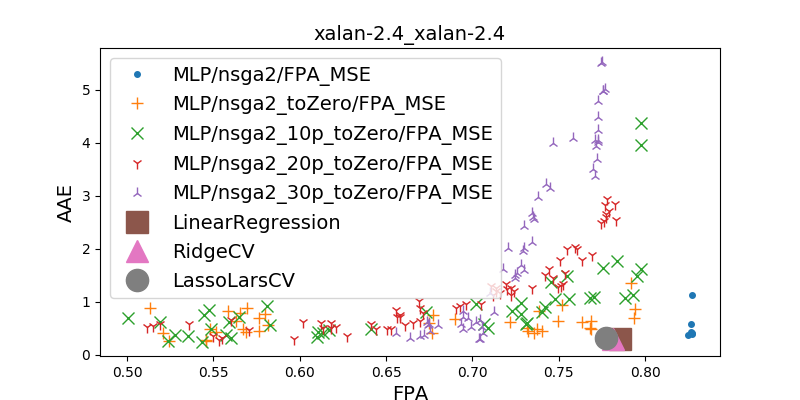 xalan-2.4_xalan-2.4
MLP/nsga2/FPA_MSE
MLP/nsga2_toZero/FPA_MSE
MLP/nsga2_10p_toZero/FPA_MSE
MLP/nsga2_20p_toZero/FPA_MSE
MLP/nsga2_30p_toZero/FPA_MSE
LinearRegression
RidgeCV
LassoLarsCV
AAE
5
4
3
2
1
0
0.50 0.55 0.60 0.65 0.70 0.75 0.80
FPA